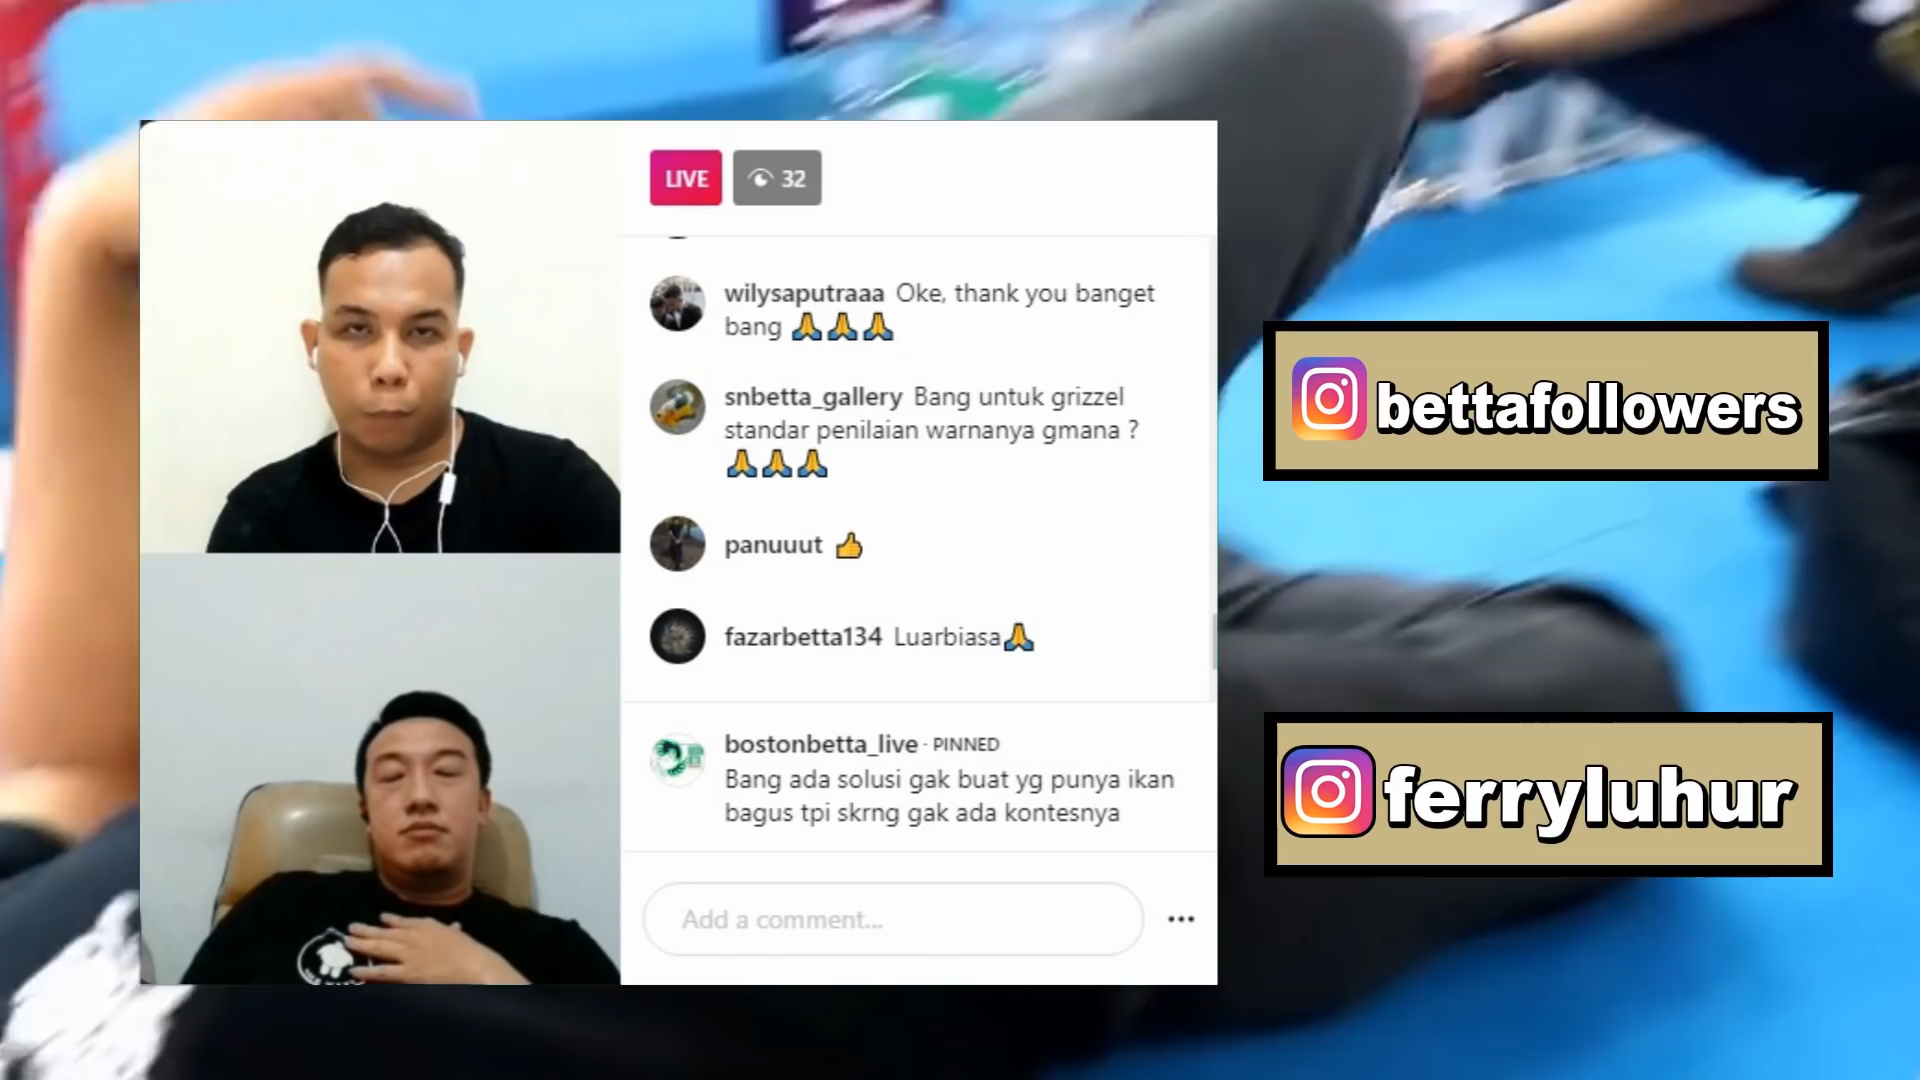 LIVE
32
wilysaputraaa Oke, thank you banget
bang 🙏🙏🙏
snbetta_gallery Bang untuk grizzel
standar penilaian warnanya gmana ?
🙏🙏🙏
panuuut 👍
fazarbetta134 Luarbiasa🙏
bostonbetta_live · PINNED
Bang ada solusi gak buat yg punya ikan
bagus tpi skrng gak ada kontesnya
Add a comment...
bettafollowers
ferryluhur